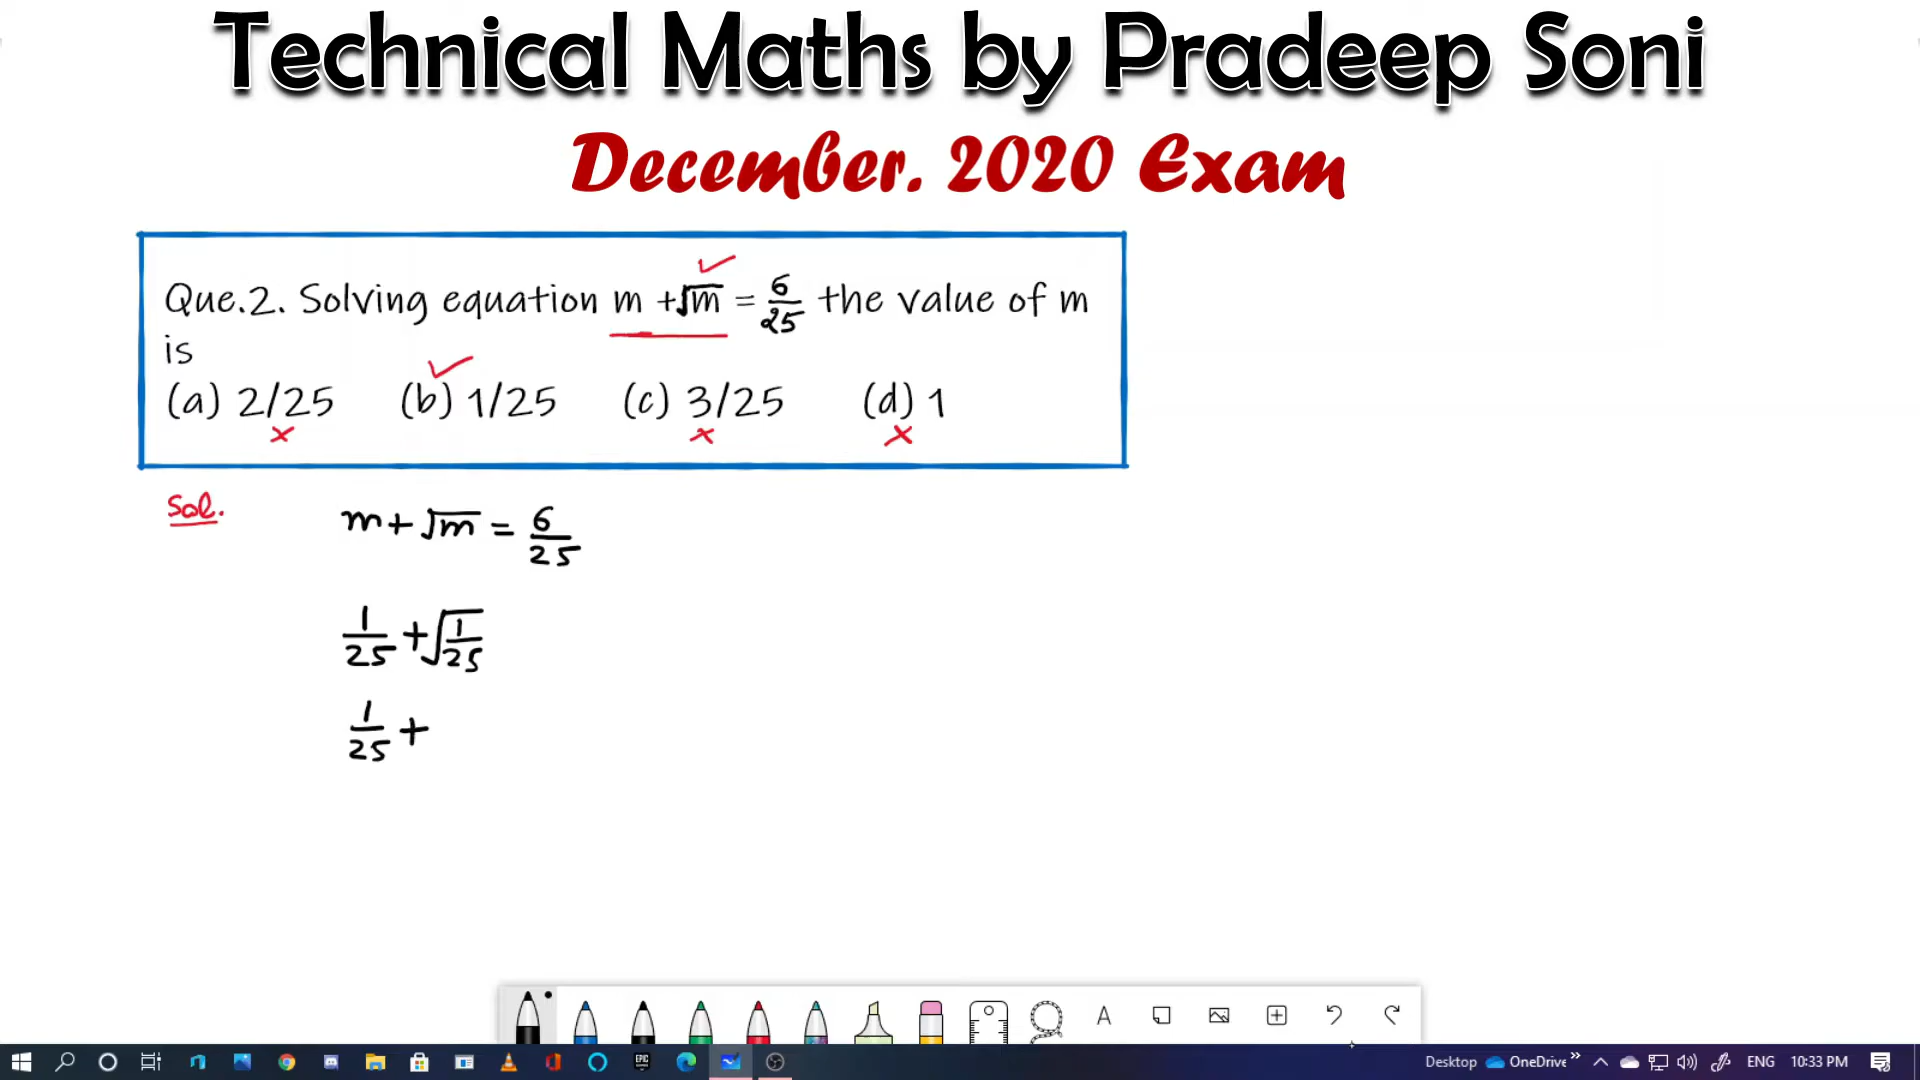 Technical Maths by Pradeep Soni
December. 2020 Exam
Que.2. Solving equation m +√m = 6/25 the value of m
is
(a) 2/25 (b) 1/25 (c) 3/25 (d) 1
Sol.
m + √m = 6/25
1/25 + √1/25
1/25 +
A
EPIC
Desktop OneDrive » ENG 10:33 PM